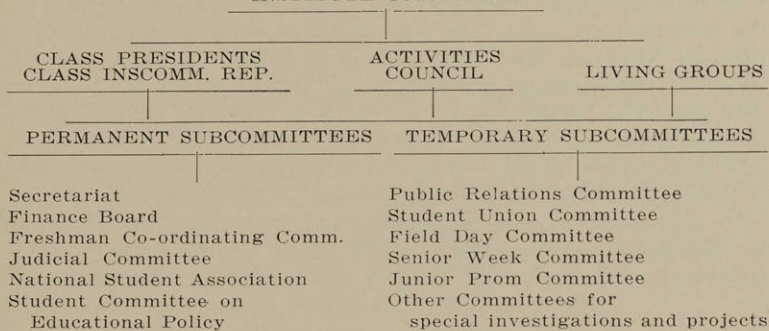 CLASS PRESIDENTS
CLASS INSCOMM. REP.
ACTIVITIES
COUNCIL
LIVING GROUPS
PERMANENT SUBCOMMITTEES
TEMPORARY SUBCOMMITTEES
Secretariat
Finance Board
Freshman Co-ordinating Comm.
Judicial Committee
National Student Association
Student Committee on
Educational Policy
Public Relations Committee
Student Union Committee
Field Day Committee
Senior Week Committee
Junior Prom Committee
Other Committees for
special investigations and projects